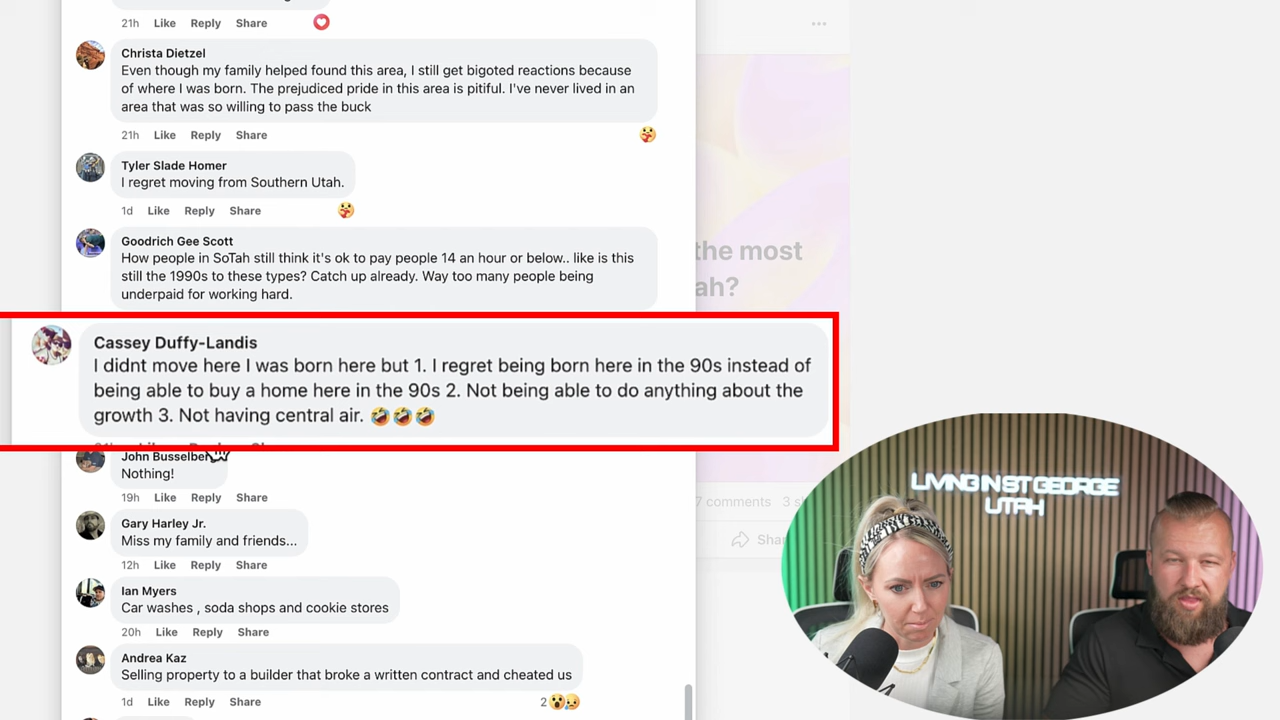 21h Like Reply Share
Christa Dietzel
Even though my family helped found this area, I still get bigoted reactions because
of where I was born. The prejudiced pride in this area is pitiful. I've never lived in an
area that was so willing to pass the buck
21h Like Reply Share
Tyler Slade Homer
I regret moving from Southern Utah.
1d Like Reply Share
Goodrich Gee Scott
How people in SoTah still think it's ok to pay people 14 an hour or below.. like is this
still the 1990s to these types? Catch up already. Way too many people being
underpaid for working hard.
the most
ah?
Cassey Duffy-Landis
I didnt move here I was born here but 1. I regret being born here in the 90s instead of
being able to buy a home here in the 90s 2. Not being able to do anything about the
growth 3. Not having central air. 🤣🤣🤣
John Busselber
Nothing!
19h Like Reply Share
7 comments 3 s
Gary Harley Jr.
Miss my family and friends...
Shar
12h Like Reply Share
Ian Myers
Car washes , soda shops and cookie stores
20h Like Reply Share
Andrea Kaz
Selling property to a builder that broke a written contract and cheated us
1d Like Reply Share
2
LIVING IN ST GEORGE
UTAH